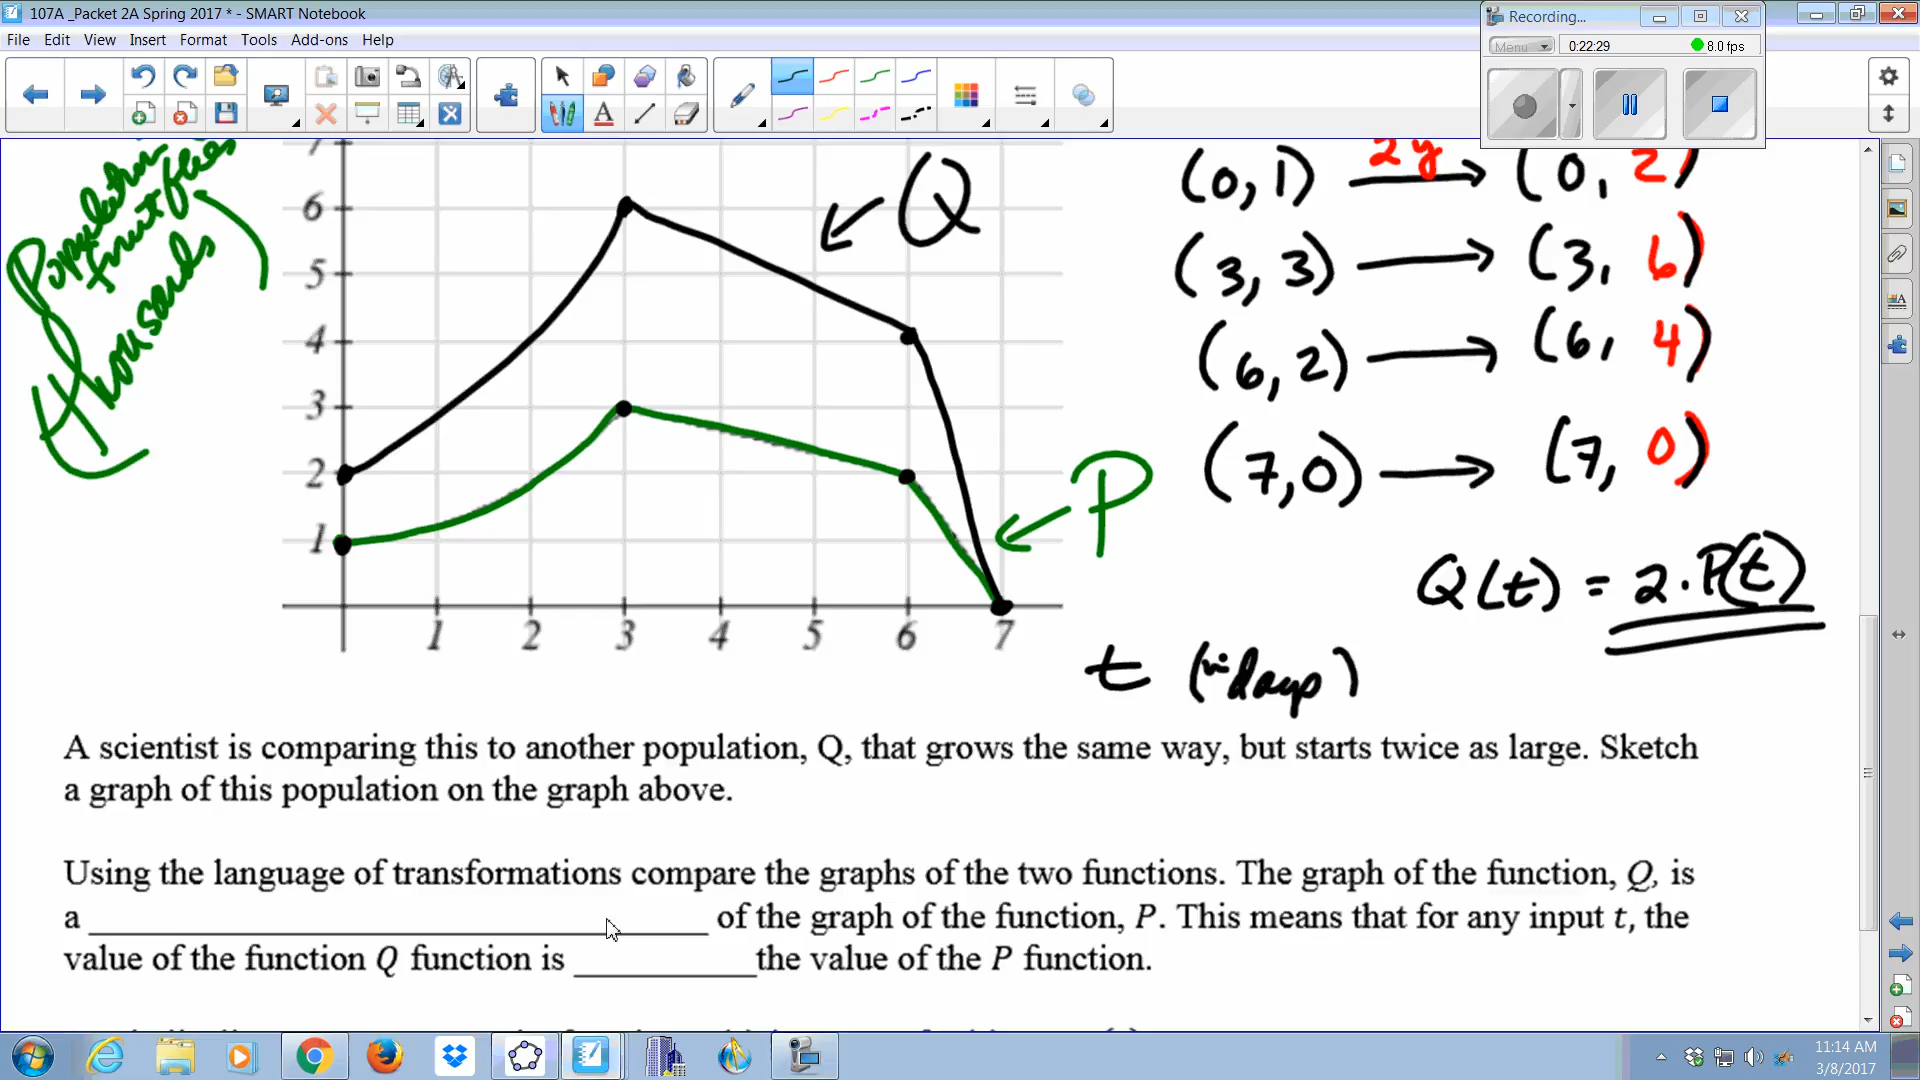 107A _Packet 2A Spring 2017 * - SMART Notebook
Recording...
File Edit View Insert Format Tools Add-ons Help
Menu
0:22:29
8.0 fps
Population
fruit flies
thousands
7
6
5
4
3
2
1
1 2 3 4 5 6 7
Q
P
t (in days)
(0, 1) 2y (0, 2)
(3, 3) (3, 6)
(6, 2) (6, 4)
(7, 0) (7, 0)
Q(t) = 2 · P(t)
A scientist is comparing this to another population, Q, that grows the same way, but starts twice as large. Sketch
a graph of this population on the graph above.
Using the language of transformations compare the graphs of the two functions. The graph of the function, Q, is
a ______________________________ of the graph of the function, P. This means that for any input t, the
value of the function Q function is __________ the value of the P function.
11:14 AM
3/8/2017